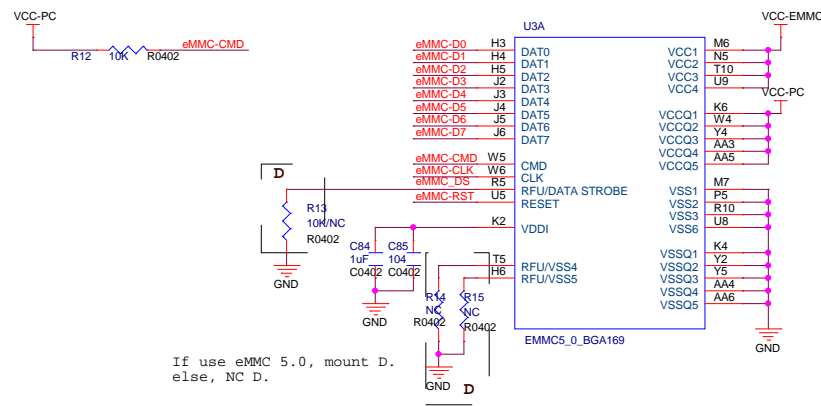 VCC-PC
R12 10K R0402 eMMC-CMD
U3A
VCC-EMMC
eMMC-D0 H3 DAT0
eMMC-D1 H4 DAT1
eMMC-D2 H5 DAT2
eMMC-D3 J2 DAT3
eMMC-D4 J3 DAT4
eMMC-D5 J4 DAT5
eMMC-D6 J5 DAT6
eMMC-D7 J6 DAT7
eMMC-CMD W5 CMD
eMMC-CLK W6 CLK
eMMC_DS R5 RFU/DATA STROBE
eMMC-RST U5 RESET
K2 VDDI
T5 RFU/VSS4
H6 RFU/VSS5
VCC1 M6
VCC2 N5
VCC3 T10
VCC4 U9
VCC-PC
VCCQ1 K6
VCCQ2 W4
VCCQ3 Y4
VCCQ4 AA3
VCCQ5 AA5
VSS1 M7
VSS2 P5
VSS3 R10
VSS6 U8
VSSQ1 K4
VSSQ2 Y2
VSSQ3 Y5
VSSQ4 AA4
VSSQ5 AA6
GND
EMMC5_0_BGA169
D
R13
10K/NC
R0402
GND
C84
1uF
C0402
C85
104
C0402
GND
R14
NC
R0402
R15
NC
R0402
GND
D
If use eMMC 5.0, mount D.
else, NC D.